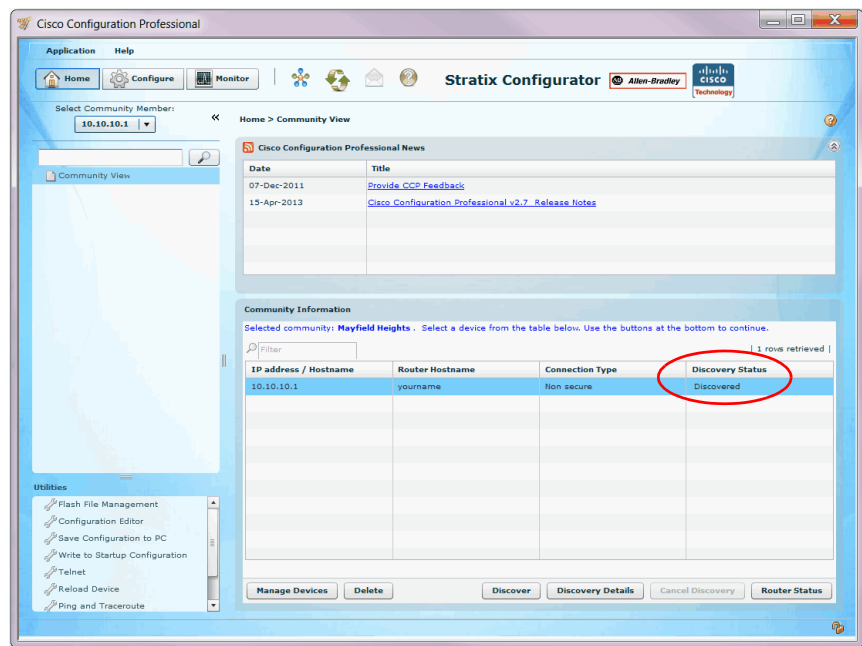 Cisco Configuration Professional
Application Help
Home Configure Monitor Stratix Configurator AB Allen-Bradley CISCO Technology
Select Community Member:
10.10.10.1
Home > Community View
Community View
Cisco Configuration Professional News
Date Title
07-Dec-2011 Provide CCP Feedback
15-Apr-2013 Cisco Configuration Professional v2.7 Release Notes
Community Information
Selected community: Mayfield Heights . Select a device from the table below. Use the buttons at the bottom to continue.
Filter | 1 rows retrieved |
IP address / Hostname Router Hostname Connection Type Discovery Status
10.10.10.1 yourname Non secure Discovered
Utilities
Flash File Management
Configuration Editor
Save Configuration to PC
Write to Startup Configuration
Telnet
Reload Device
Ping and Traceroute
Manage Devices Delete Discover Discovery Details Cancel Discovery Router Status